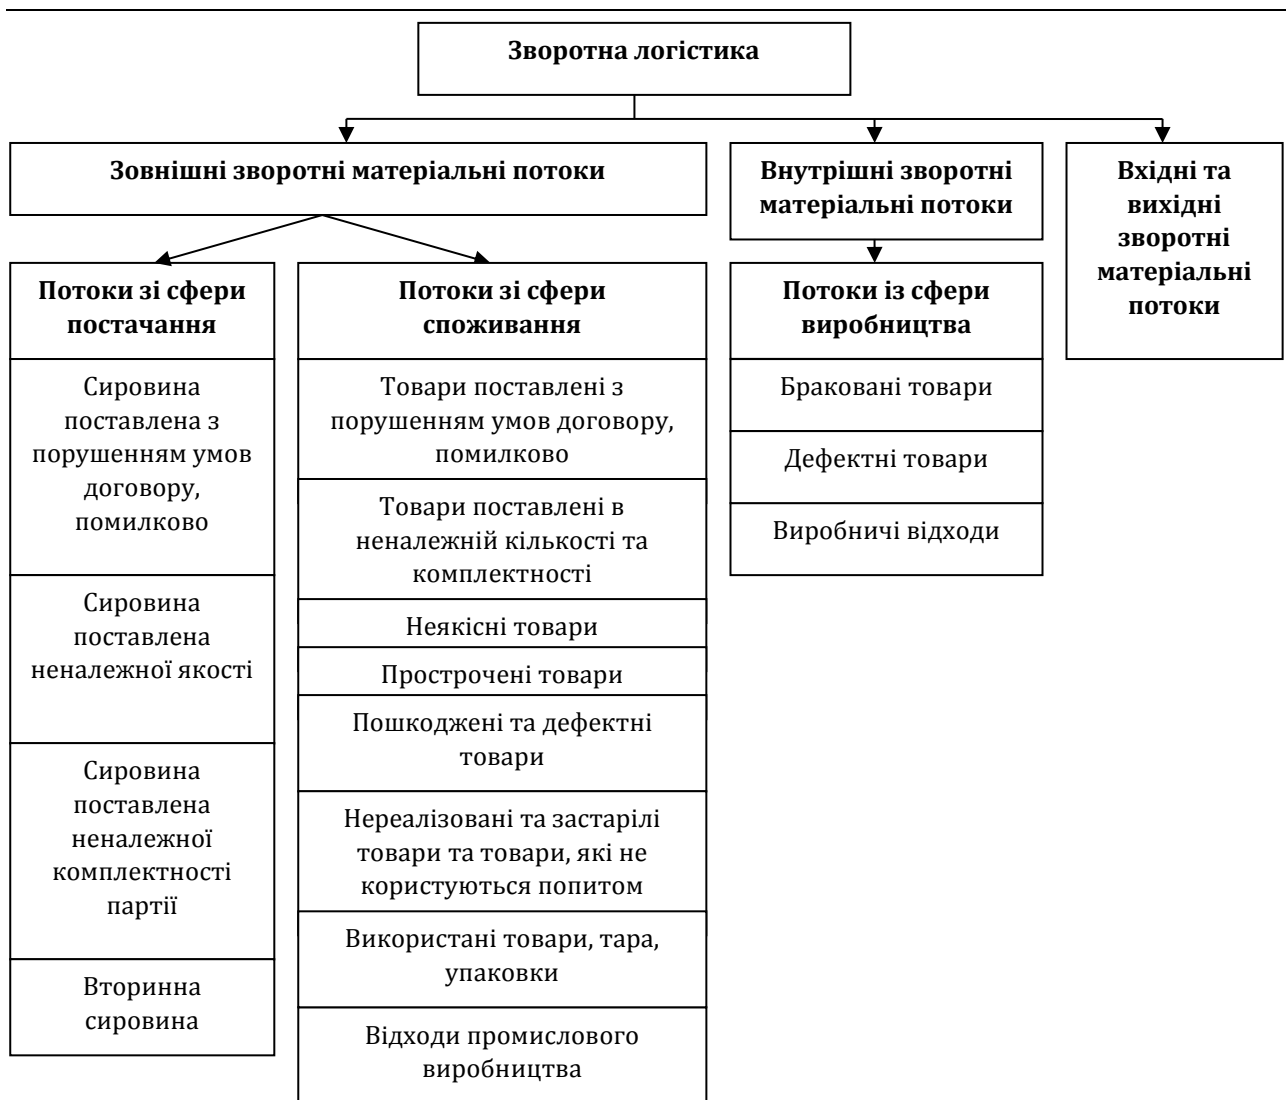 Зворотна логістика
Зовнішні зворотні матеріальні потоки
Внутрішні зворотні
матеріальні потоки
Вхідні та
вихідні
зворотні
матеріальні
потоки
Потоки зі сфери
постачання
Сировина
поставлена з
порушенням умов
договору,
помилково
Сировина
поставлена
неналежної якості
Сировина
поставлена
неналежної
комплектності
партії
Вторинна
сировина
Потоки зі сфери
споживання
Товари поставлені з
порушенням умов договору,
помилково
Товари поставлені в
неналежній кількості та
комплектності
Неякісні товари
Прострочені товари
Пошкоджені та дефектні
товари
Нереалізовані та застарілі
товари та товари, які не
користуються попитом
Використані товари, тара,
упаковки
Відходи промислового
виробництва
Потоки із сфери
виробництва
Браковані товари
Дефектні товари
Виробничі відходи